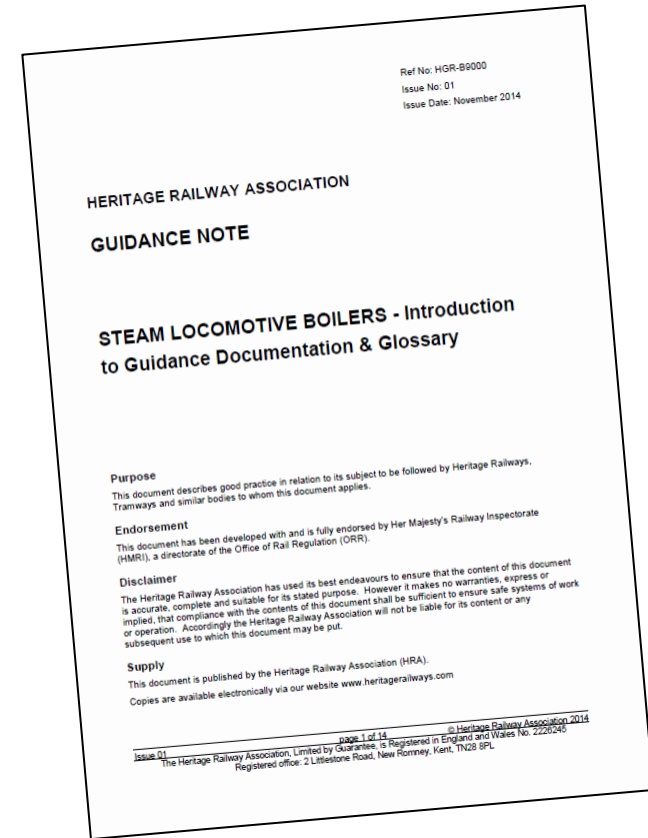 Ref No: HGR-B9000
Issue No: 01
Issue Date: November 2014
HERITAGE RAILWAY ASSOCIATION
GUIDANCE NOTE
STEAM LOCOMOTIVE BOILERS - Introduction
to Guidance Documentation & Glossary
Purpose
This document describes good practice in relation to its subject to be followed by Heritage Railways,
Tramways and similar bodies to whom this document applies.
Endorsement
This document has been developed with and is fully endorsed by Her Majesty's Railway Inspectorate
(HMRI), a directorate of the Office of Rail Regulation (ORR).
Disclaimer
The Heritage Railway Association has used its best endeavours to ensure that the content of this document
is accurate, complete and suitable for its stated purpose. However it makes no warranties, express or
implied, that compliance with the contents of this document shall be sufficient to ensure safe systems of work
or operation. Accordingly the Heritage Railway Association will not be liable for its content or any
subsequent use to which this document may be put.
Supply
This document is published by the Heritage Railway Association (HRA).
Copies are available electronically via our website www.heritagerailways.com
Issue 01 page 1 of 14 © Heritage Railway Association 2014
The Heritage Railway Association, Limited by Guarantee, is Registered in England and Wales No. 2226245
Registered office: 2 Littlestone Road, New Romney, Kent, TN28 8PL